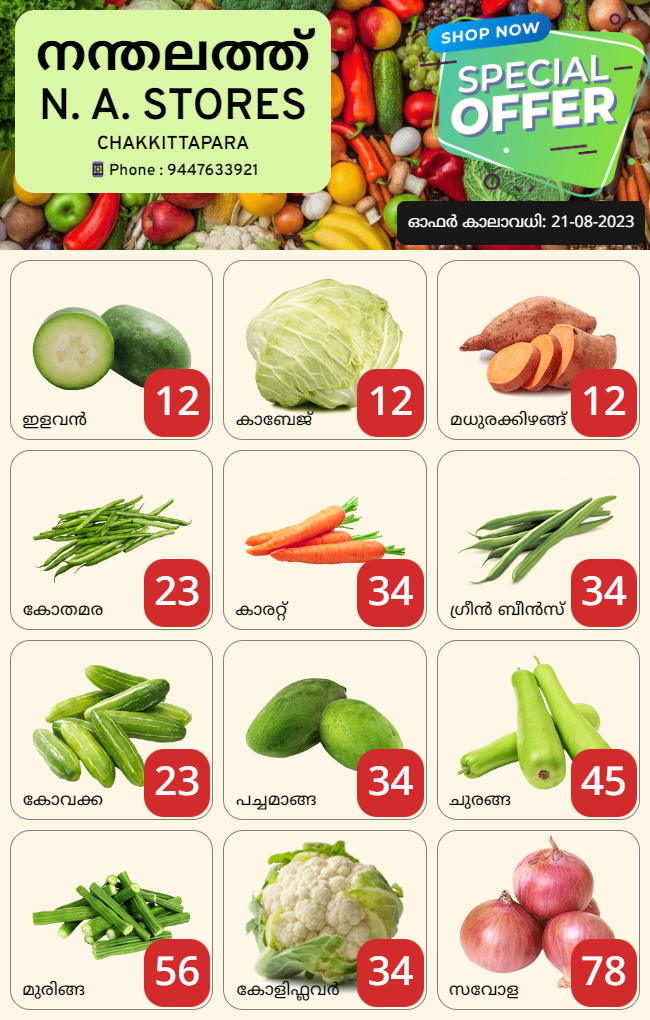 നന്തലത്ത്
N. A. STORES
CHAKKITTAPARA
Phone : 9447633921
SHOP NOW
SPECIAL
OFFER
ഓഫർ കാലാവധി: 21-08-2023
ഇളവൻ 12
കാബേജ് 12
മധുരക്കിഴങ്ങ് 12
കോതമര 23
കാരറ്റ് 34
ഗ്രീൻ ബീൻസ് 34
കോവക്ക 23
പച്ചമാങ്ങ 34
ചുരങ്ങ 45
മുരിങ്ങ 56
കോളിഫ്ലവർ 34
സവോള 78